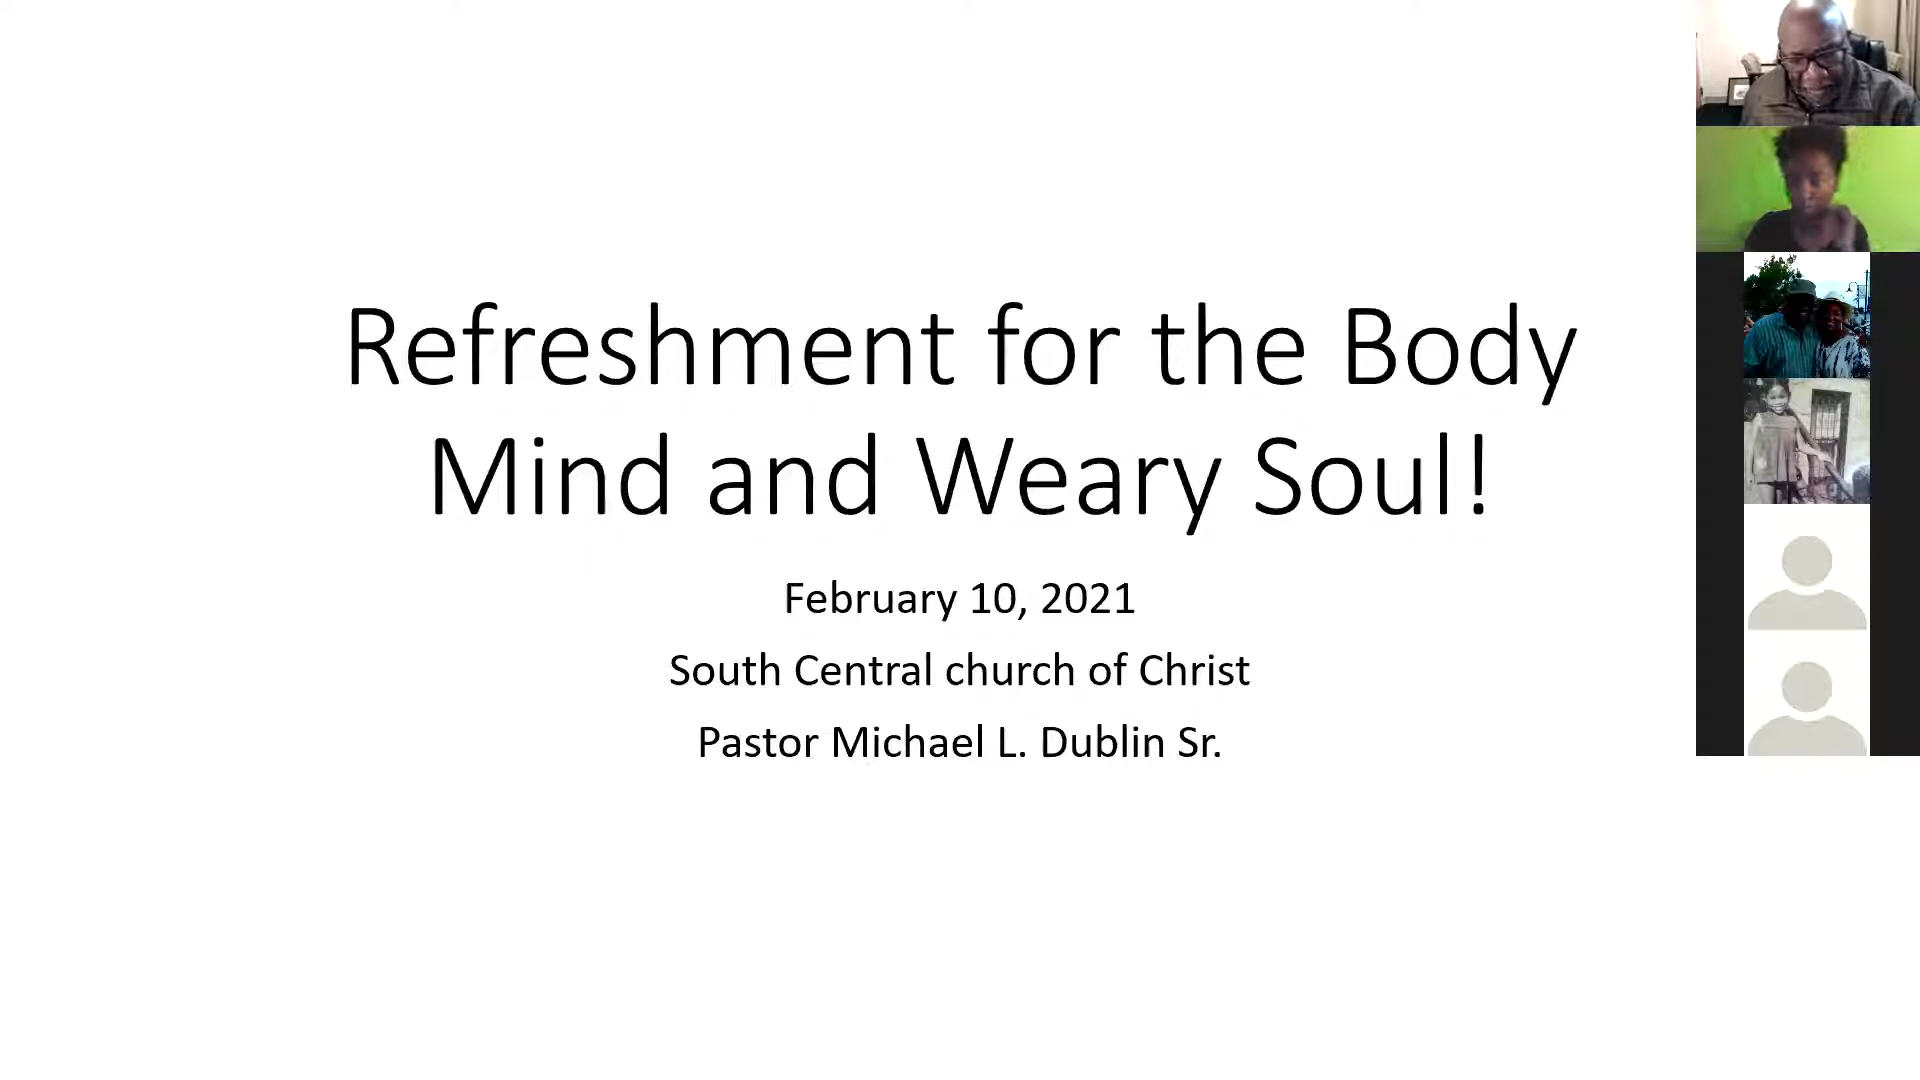 Refreshment for the Body
Mind and Weary Soul!
February 10, 2021
South Central church of Christ
Pastor Michael L. Dublin Sr.